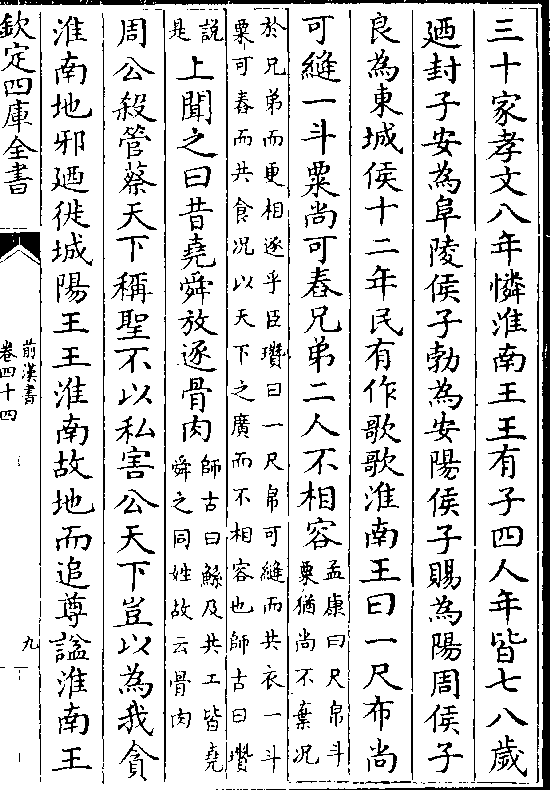 三十家孝文八年憐淮南王王有子四人年皆七八歲
廼封子安為阜陵侯子勃為安陽侯子賜為陽周侯子
良為東城侯十二年民有作歌歌淮南王曰一尺布尚
可縫一斗粟尚可舂兄弟二人不相容
孟康曰尺帛斗
粟猶尚不棄況
於兄弟而更相逐乎臣瓚曰一尺帛可縫而共衣一斗
粟可舂而共食况以天下之廣而不相容也師古曰瓚
說
是
上聞之曰昔堯舜放逐骨肉
師古曰鯀及共工皆堯
舜之同姓故云骨肉
周公殺管蔡天下稱聖不以私害公天下豈以為我貪
淮南地邪廼徙城陽王王淮南故地而追尊諡淮南王
欽定四庫全書
前漢書
卷四十四
九